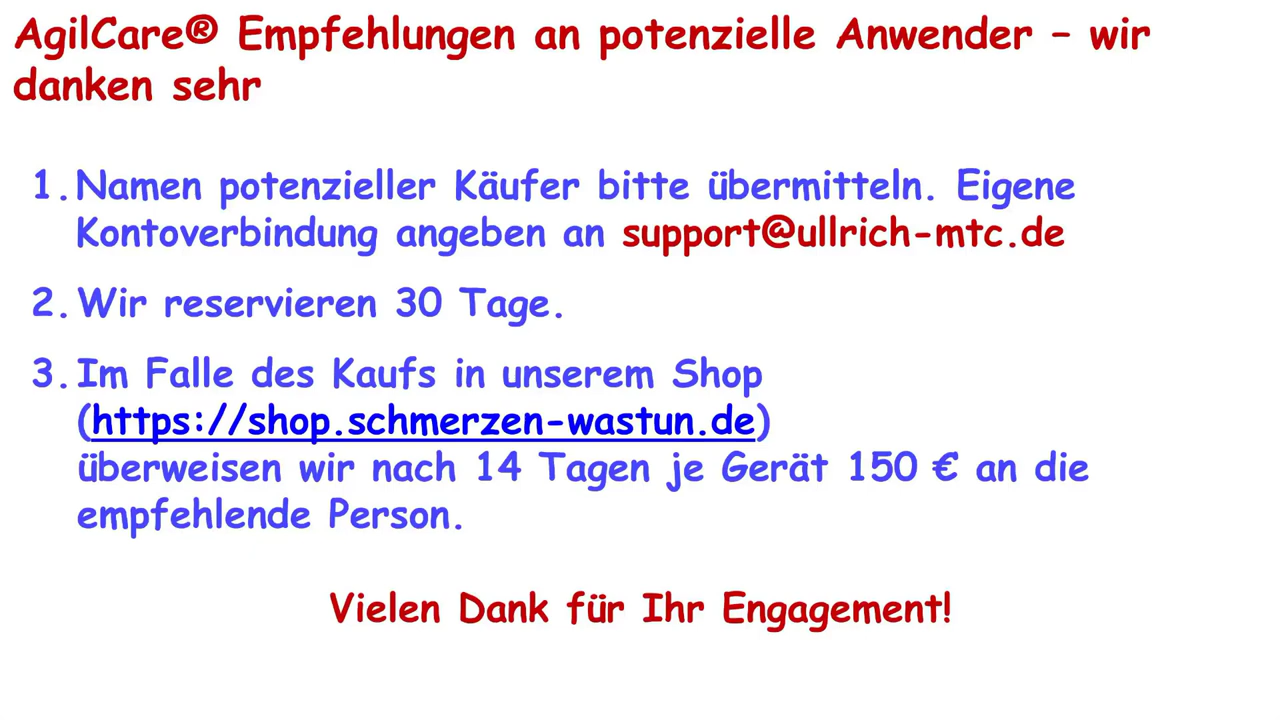 AgilCare® Empfehlungen an potenzielle Anwender – wir
danken sehr
1. Namen potenzieller Käufer bitte übermitteln. Eigene
Kontoverbindung angeben an support@ullrich-mtc.de
2. Wir reservieren 30 Tage.
3. Im Falle des Kaufs in unserem Shop
(https://shop.schmerzen-wastun.de)
überweisen wir nach 14 Tagen je Gerät 150 € an die
empfehlende Person.
Vielen Dank für Ihr Engagement!